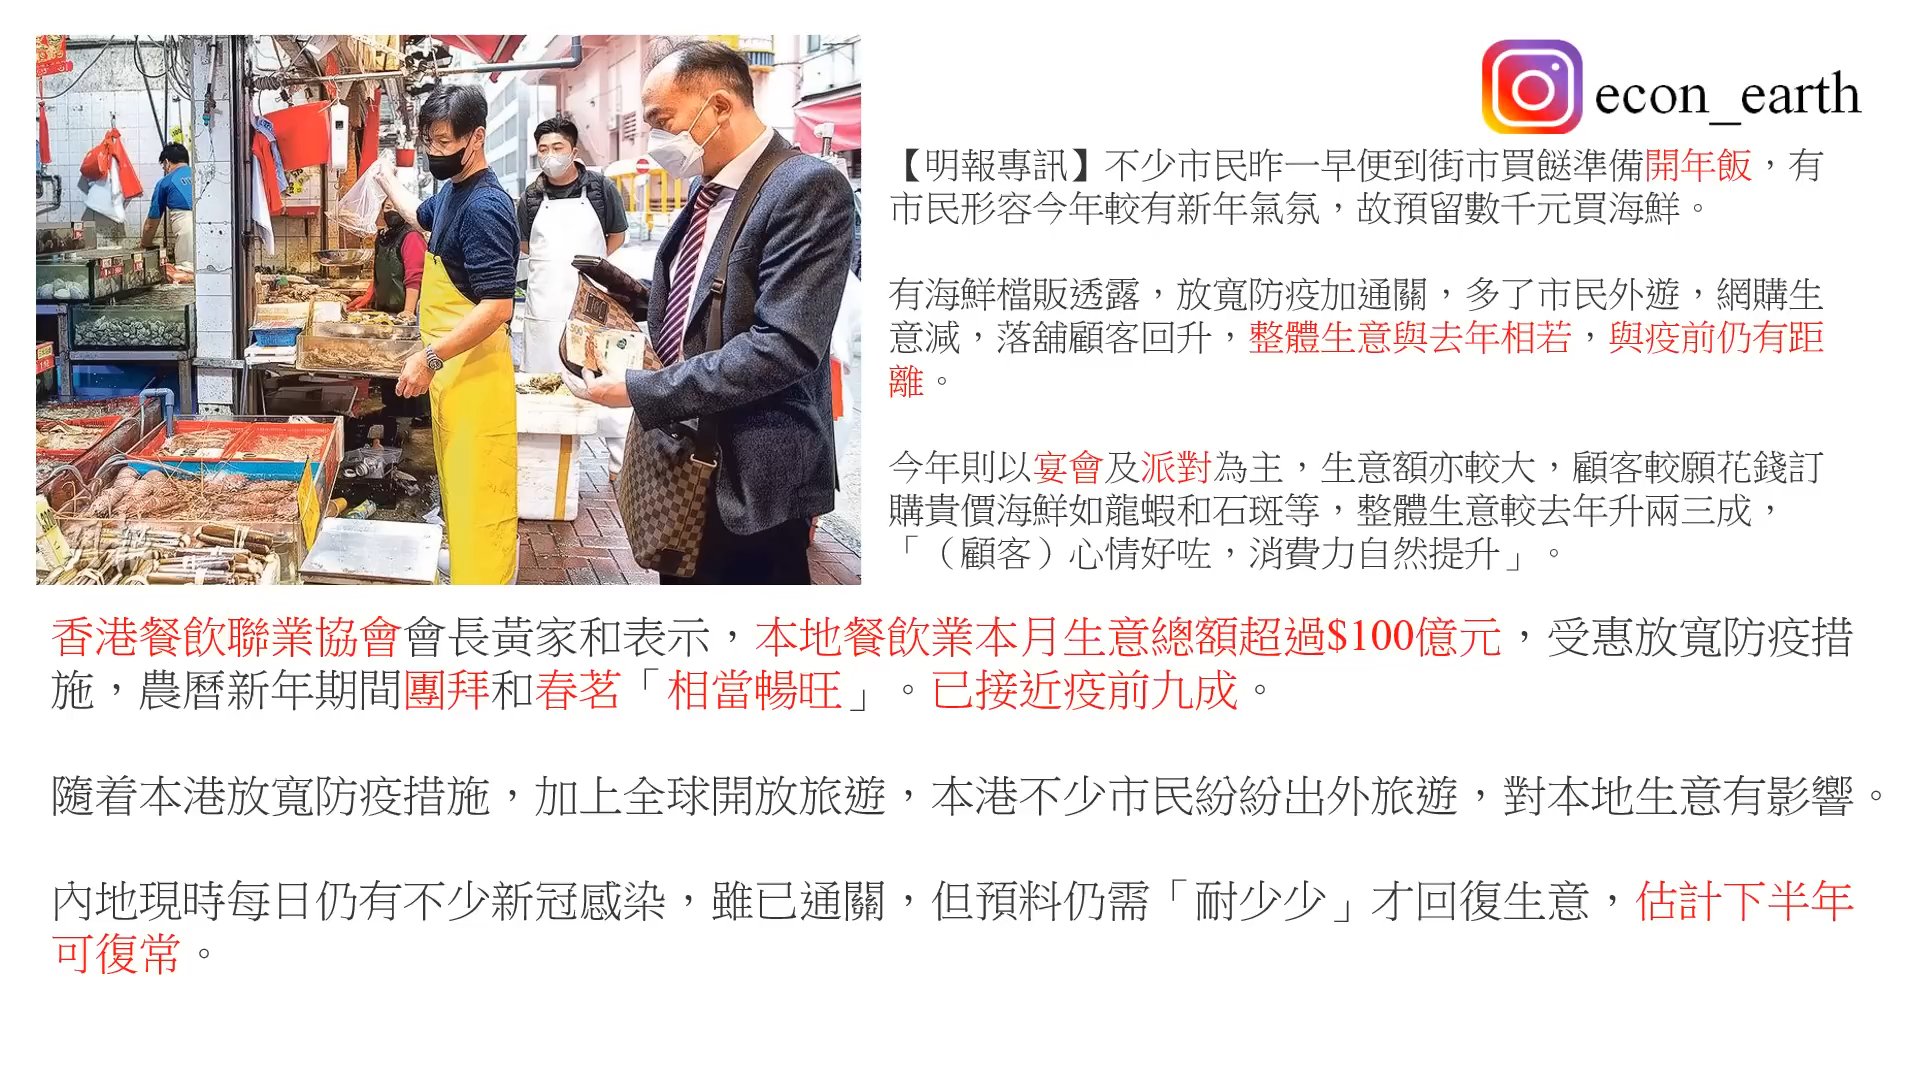 econ_earth
【明報專訊】不少市民昨一早便到街市買餸準備開年飯，有
市民形容今年較有新年氣氛，故預留數千元買海鮮。
有海鮮檔販透露，放寬防疫加通關，多了市民外遊，網購生
意減，落舖顧客回升，整體生意與去年相若，與疫前仍有距
離。
今年則以宴會及派對為主，生意額亦較大，顧客較願花錢訂
購貴價海鮮如龍蝦和石斑等，整體生意較去年升兩三成，
「（顧客）心情好咗，消費力自然提升」。
香港餐飲聯業協會會長黃家和表示，本地餐飲業本月生意總額超過$100億元，受惠放寬防疫措
施，農曆新年期間團拜和春茗「相當暢旺」。已接近疫前九成。
隨着本港放寬防疫措施，加上全球開放旅遊，本港不少市民紛紛出外旅遊，對本地生意有影響。
內地現時每日仍有不少新冠感染，雖已通關，但預料仍需「耐少少」才回復生意，估計下半年
可復常。